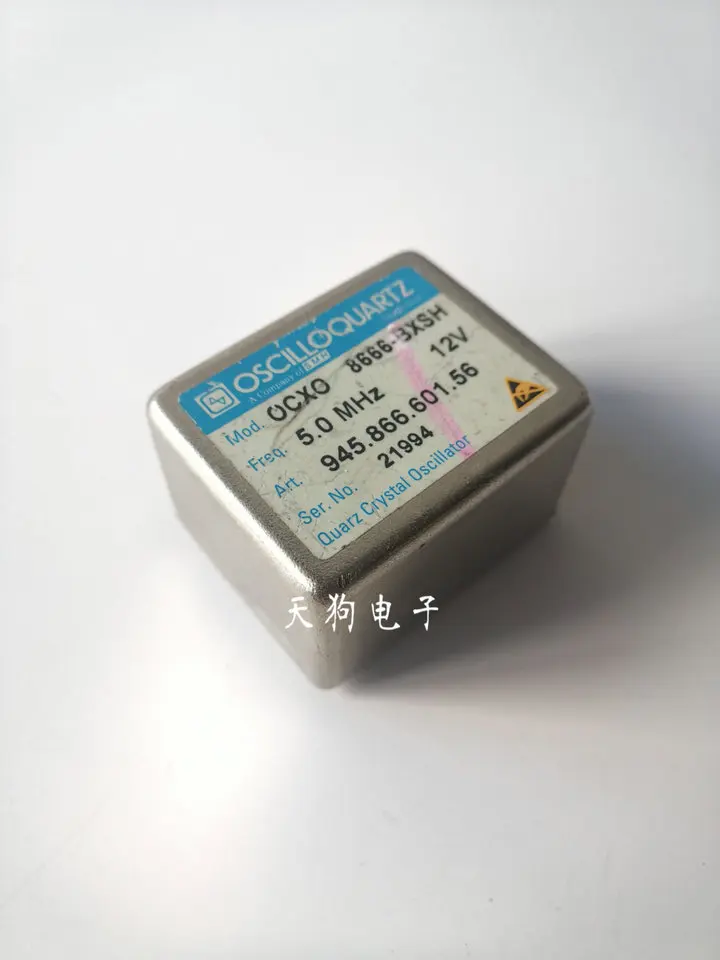 OSCILLOQUARTZ
A Company of SMH
Mod. OCXO 8666-BXSH
Freq. 5.0 MHz 12V
Art. 945.866.601.56
Ser. No. 21994
Quarz Crystal Oscillator
天狗电子